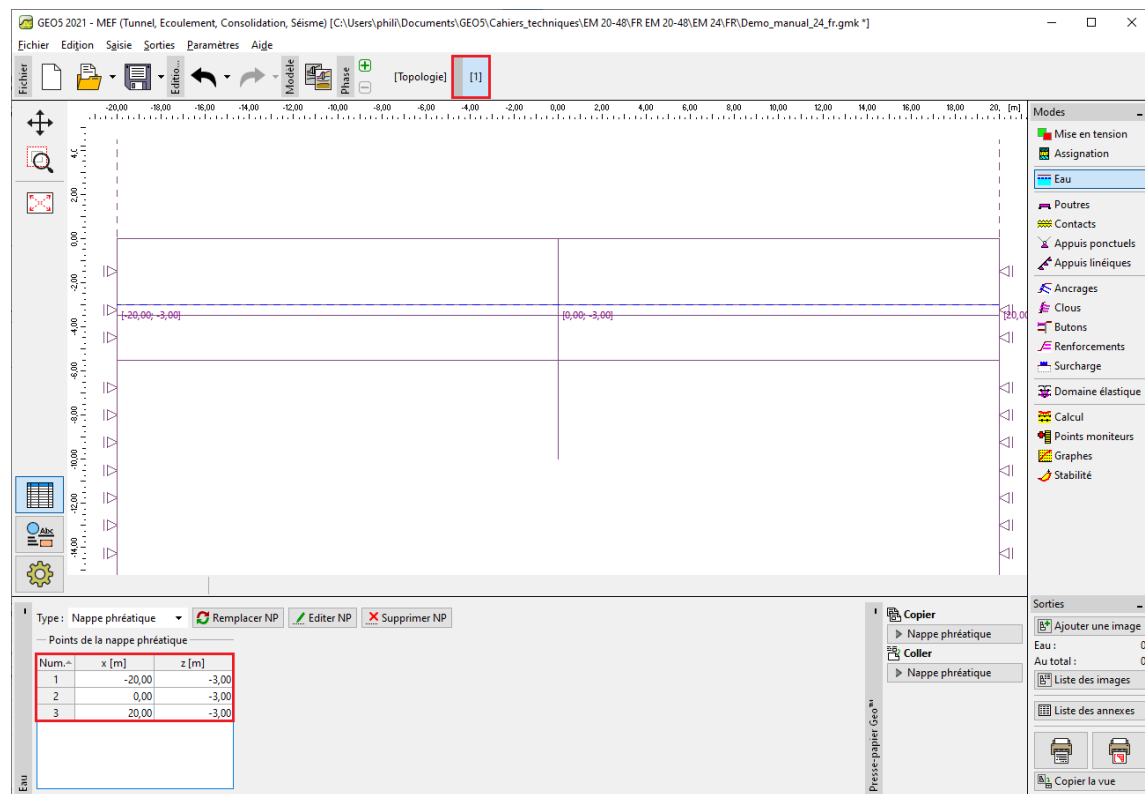 GEO5 2021 - MEF (Tunnel, Ecoulement, Consolidation, Séisme) [C:\Users\phili\Documents\GEO5\Cahiers_techniques\EM 20-48\FR EM 20-48\EM 24\FR\Demo_manual_24_fr.gmk *]
Fichier Edition Saisie Sorties Paramètres Aide
Fichier
Editio...
Modèle
Phase
[Topologie] [1]
-20,00 -18,00 -16,00 -14,00 -12,00 -10,00 -8,00 -6,00 -4,00 -2,00 0,00 2,00 4,00 6,00 8,00 10,00 12,00 14,00 16,00 18,00 20, [m]
4,0
2,00
0,00
-2,00
-4,00
-6,00
-8,00
-10,00
-12,00
-14,00
[-20,00; -3,00] [0,00; -3,00] [20,00
Abc
Modes
Mise en tension
Assignation
Eau
Poutres
Contacts
Appuis ponctuels
Appuis linéiques
Ancrages
Clous
Butons
Renforcements
Surcharge
Domaine élastique
Calcul
Points moniteurs
Graphes
Stabilité
Eau
Type : Nappe phréatique Remplacer NP Editer NP Supprimer NP
Points de la nappe phréatique
Num. x [m] z [m]
1 -20,00 -3,00
2 0,00 -3,00
3 20,00 -3,00
Presse-papier Geo™
Copier
Nappe phréatique
Coller
Nappe phréatique
Sorties
Ajouter une image
Eau : 0
Au total : 0
Liste des images
Liste des annexes
Copier la vue